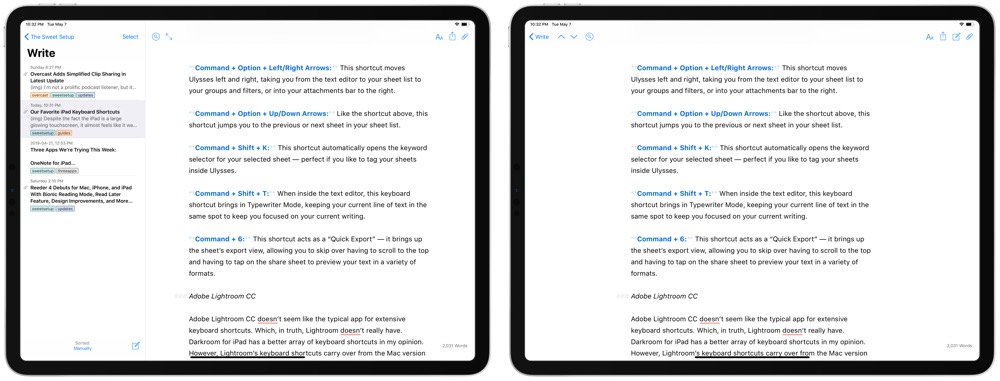 10:32 PM Tue May 7
The Sweet Setup
Select
Write
Sunday 8:37 PM
Overcast Adds Simplified Clip Sharing in
Latest Update
(img) I'm not a prolific podcast listener, but it…
overcast sweetsetup updates
Today, 10:31 PM
Our Favorite iPad Keyboard Shortcuts
(img) Despite the fact the iPad is a large
glowing touchscreen, it almost feels like it wa…
sweetsetup guides
2019-04-21, 12:53 PM
Three Apps We're Trying This Week:
OneNote for iPad…
sweetsetup threeapps
Saturday 2:15 PM
Reeder 4 Debuts for Mac, iPhone, and iPad
With Bionic Reading Mode, Read Later
Feature, Design Improvements, and More…
sweetsetup updates
Sorted:
Manually
AA
**Command + Option + Left/Right Arrows:** This shortcut moves
Ulysses left and right, taking you from the text editor to your sheet list to
your groups and filters, or into your attachments bar to the right.
**Command + Option + Up/Down Arrows:** Like the shortcut above, this
shortcut jumps you to the previous or next sheet in your sheet list.
**Command + Shift + K:** This shortcut automatically opens the keyword
selector for your selected sheet — perfect if you like to tag your sheets
inside Ulysses.
**Command + Shift + T:** When inside the text editor, this keyboard
shortcut brings in Typewriter Mode, keeping your current line of text in the
same spot to keep you focused on your current writing.
**Command + 6:** This shortcut acts as a “Quick Export” — it brings up
the sheet's export view, allowing you to skip over having to scroll to the top
and having to tap on the share sheet to preview your text in a variety of
formats.
### Adobe Lightroom CC
Adobe Lightroom CC doesn't seem like the typical app for extensive
keyboard shortcuts. Which, in truth, Lightroom doesn't really have.
Darkroom for iPad has a better array of keyboard shortcuts in my opinion.
However, Lightroom's keyboard shortcuts carry over from the Mac version
2,031 Words
10:32 PM Tue May 7
Write
AA
**Command + Option + Left/Right Arrows:** This shortcut moves
Ulysses left and right, taking you from the text editor to your sheet list to
your groups and filters, or into your attachments bar to the right.
**Command + Option + Up/Down Arrows:** Like the shortcut above, this
shortcut jumps you to the previous or next sheet in your sheet list.
**Command + Shift + K:** This shortcut automatically opens the keyword
selector for your selected sheet — perfect if you like to tag your sheets
inside Ulysses.
**Command + Shift + T:** When inside the text editor, this keyboard
shortcut brings in Typewriter Mode, keeping your current line of text in the
same spot to keep you focused on your current writing.
**Command + 6:** This shortcut acts as a “Quick Export” — it brings up
the sheet's export view, allowing you to skip over having to scroll to the top
and having to tap on the share sheet to preview your text in a variety of
formats.
### Adobe Lightroom CC
Adobe Lightroom CC doesn't seem like the typical app for extensive
keyboard shortcuts. Which, in truth, Lightroom doesn't really have.
Darkroom for iPad has a better array of keyboard shortcuts in my opinion.
However, Lightroom's keyboard shortcuts carry over from the Mac version
2,031 Words